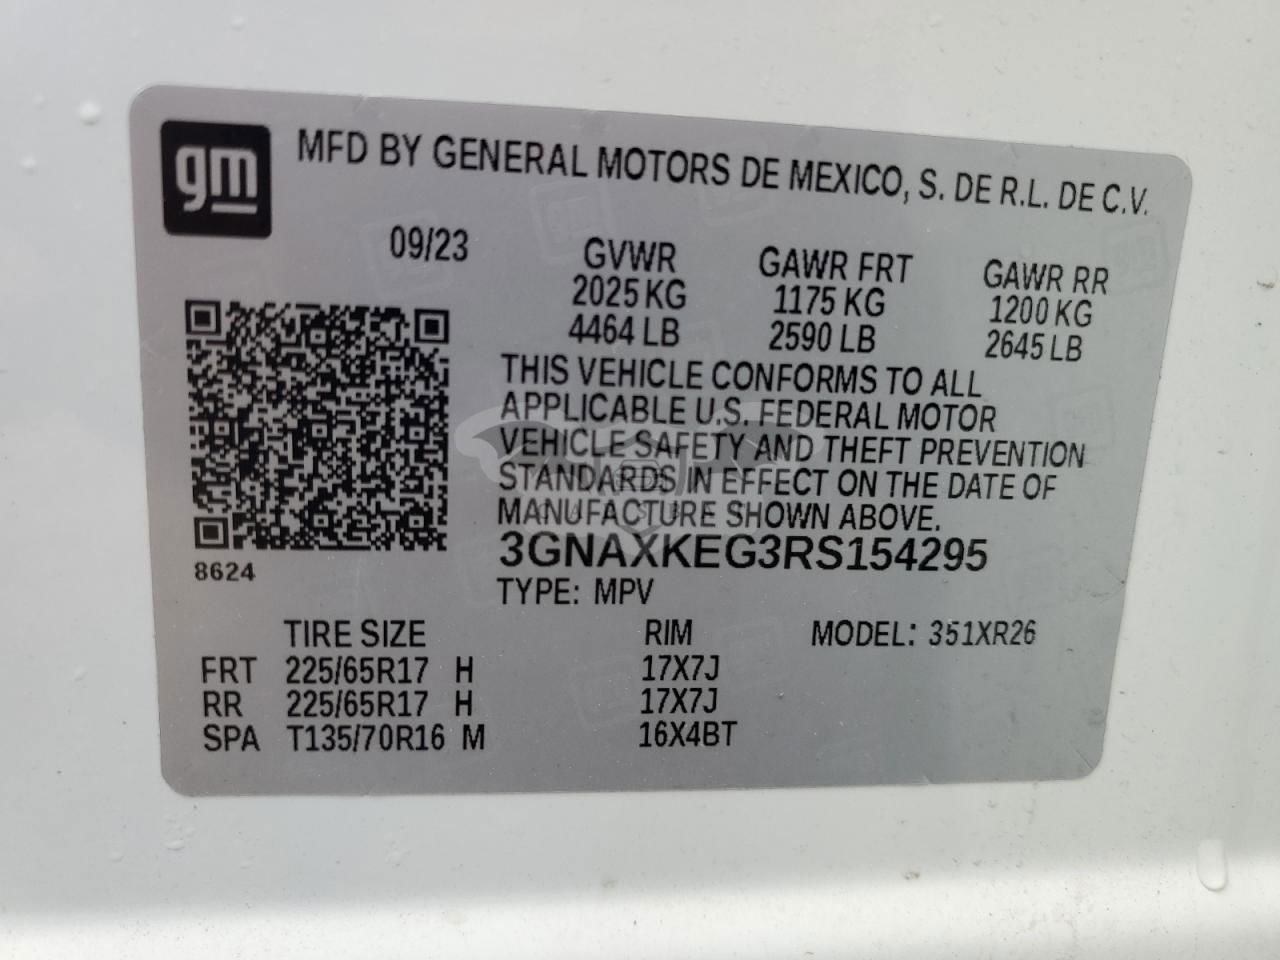 gm
MFD BY GENERAL MOTORS DE MEXICO, S. DE R.L. DE C.V.
09/23
GVWR GAWR FRT GAWR RR
2025 KG 1175 KG 1200 KG
4464 LB 2590 LB 2645 LB
THIS VEHICLE CONFORMS TO ALL
APPLICABLE U.S. FEDERAL MOTOR
VEHICLE SAFETY AND THEFT PREVENTION
STANDARDS IN EFFECT ON THE DATE OF
MANUFACTURE SHOWN ABOVE.
3GNAXKEG3RS154295
8624
TYPE: MPV
TIRE SIZE RIM MODEL: 351XR26
FRT 225/65R17 H 17X7J
RR 225/65R17 H 17X7J
SPA T135/70R16 M 16X4BT